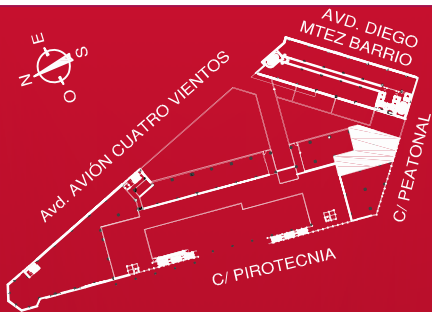 AVD. DIEGO
MTEZ BARRIO
E
N
S
O
Avd. AVIÓN CUATRO VIENTOS
C/ PEATONAL
C/ PIROTECNIA